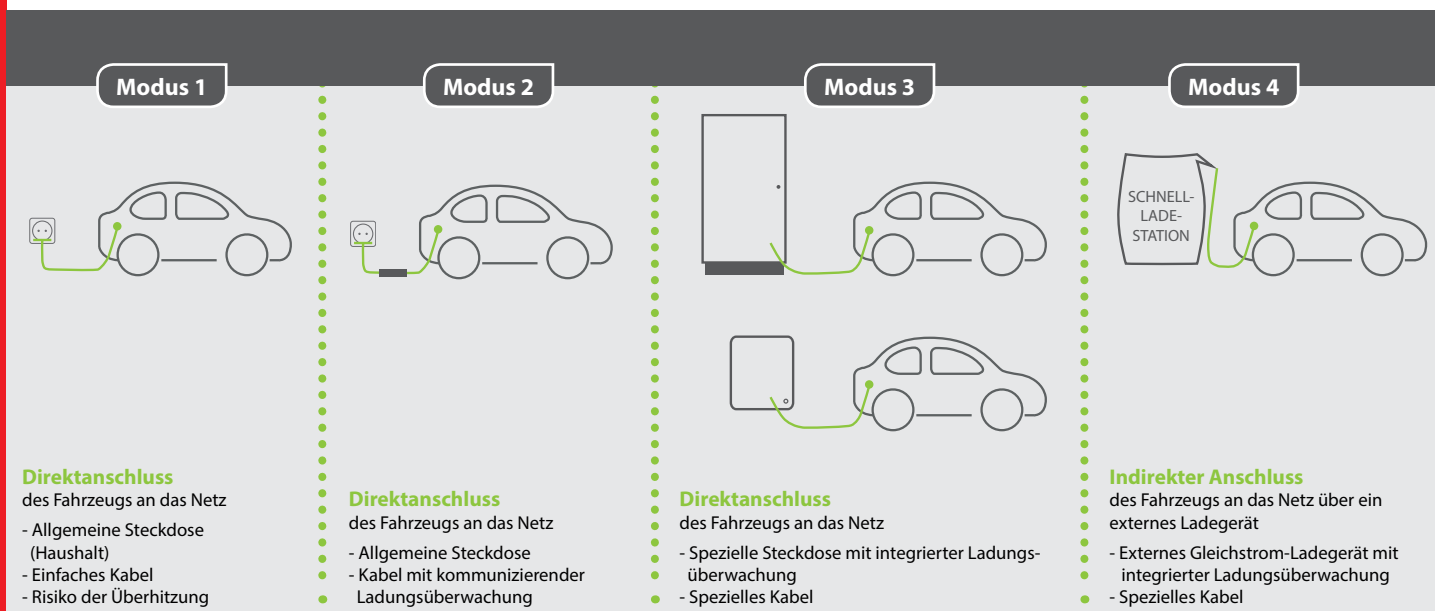 Modus 1
Modus 2
Modus 3
Modus 4
SCHNELL-
LADE-
STATION
Direktanschluss
des Fahrzeugs an das Netz
- Allgemeine Steckdose
(Haushalt)
- Einfaches Kabel
- Risiko der Überhitzung
Direktanschluss
des Fahrzeugs an das Netz
- Allgemeine Steckdose
- Kabel mit kommunizierender
Ladungsüberwachung
Direktanschluss
des Fahrzeugs an das Netz
- Spezielle Steckdose mit integrierter Ladungs-
überwachung
- Spezielles Kabel
Indirekter Anschluss
des Fahrzeugs an das Netz über ein
externes Ladegerät
- Externes Gleichstrom-Ladegerät mit
integrierter Ladungsüberwachung
- Spezielles Kabel